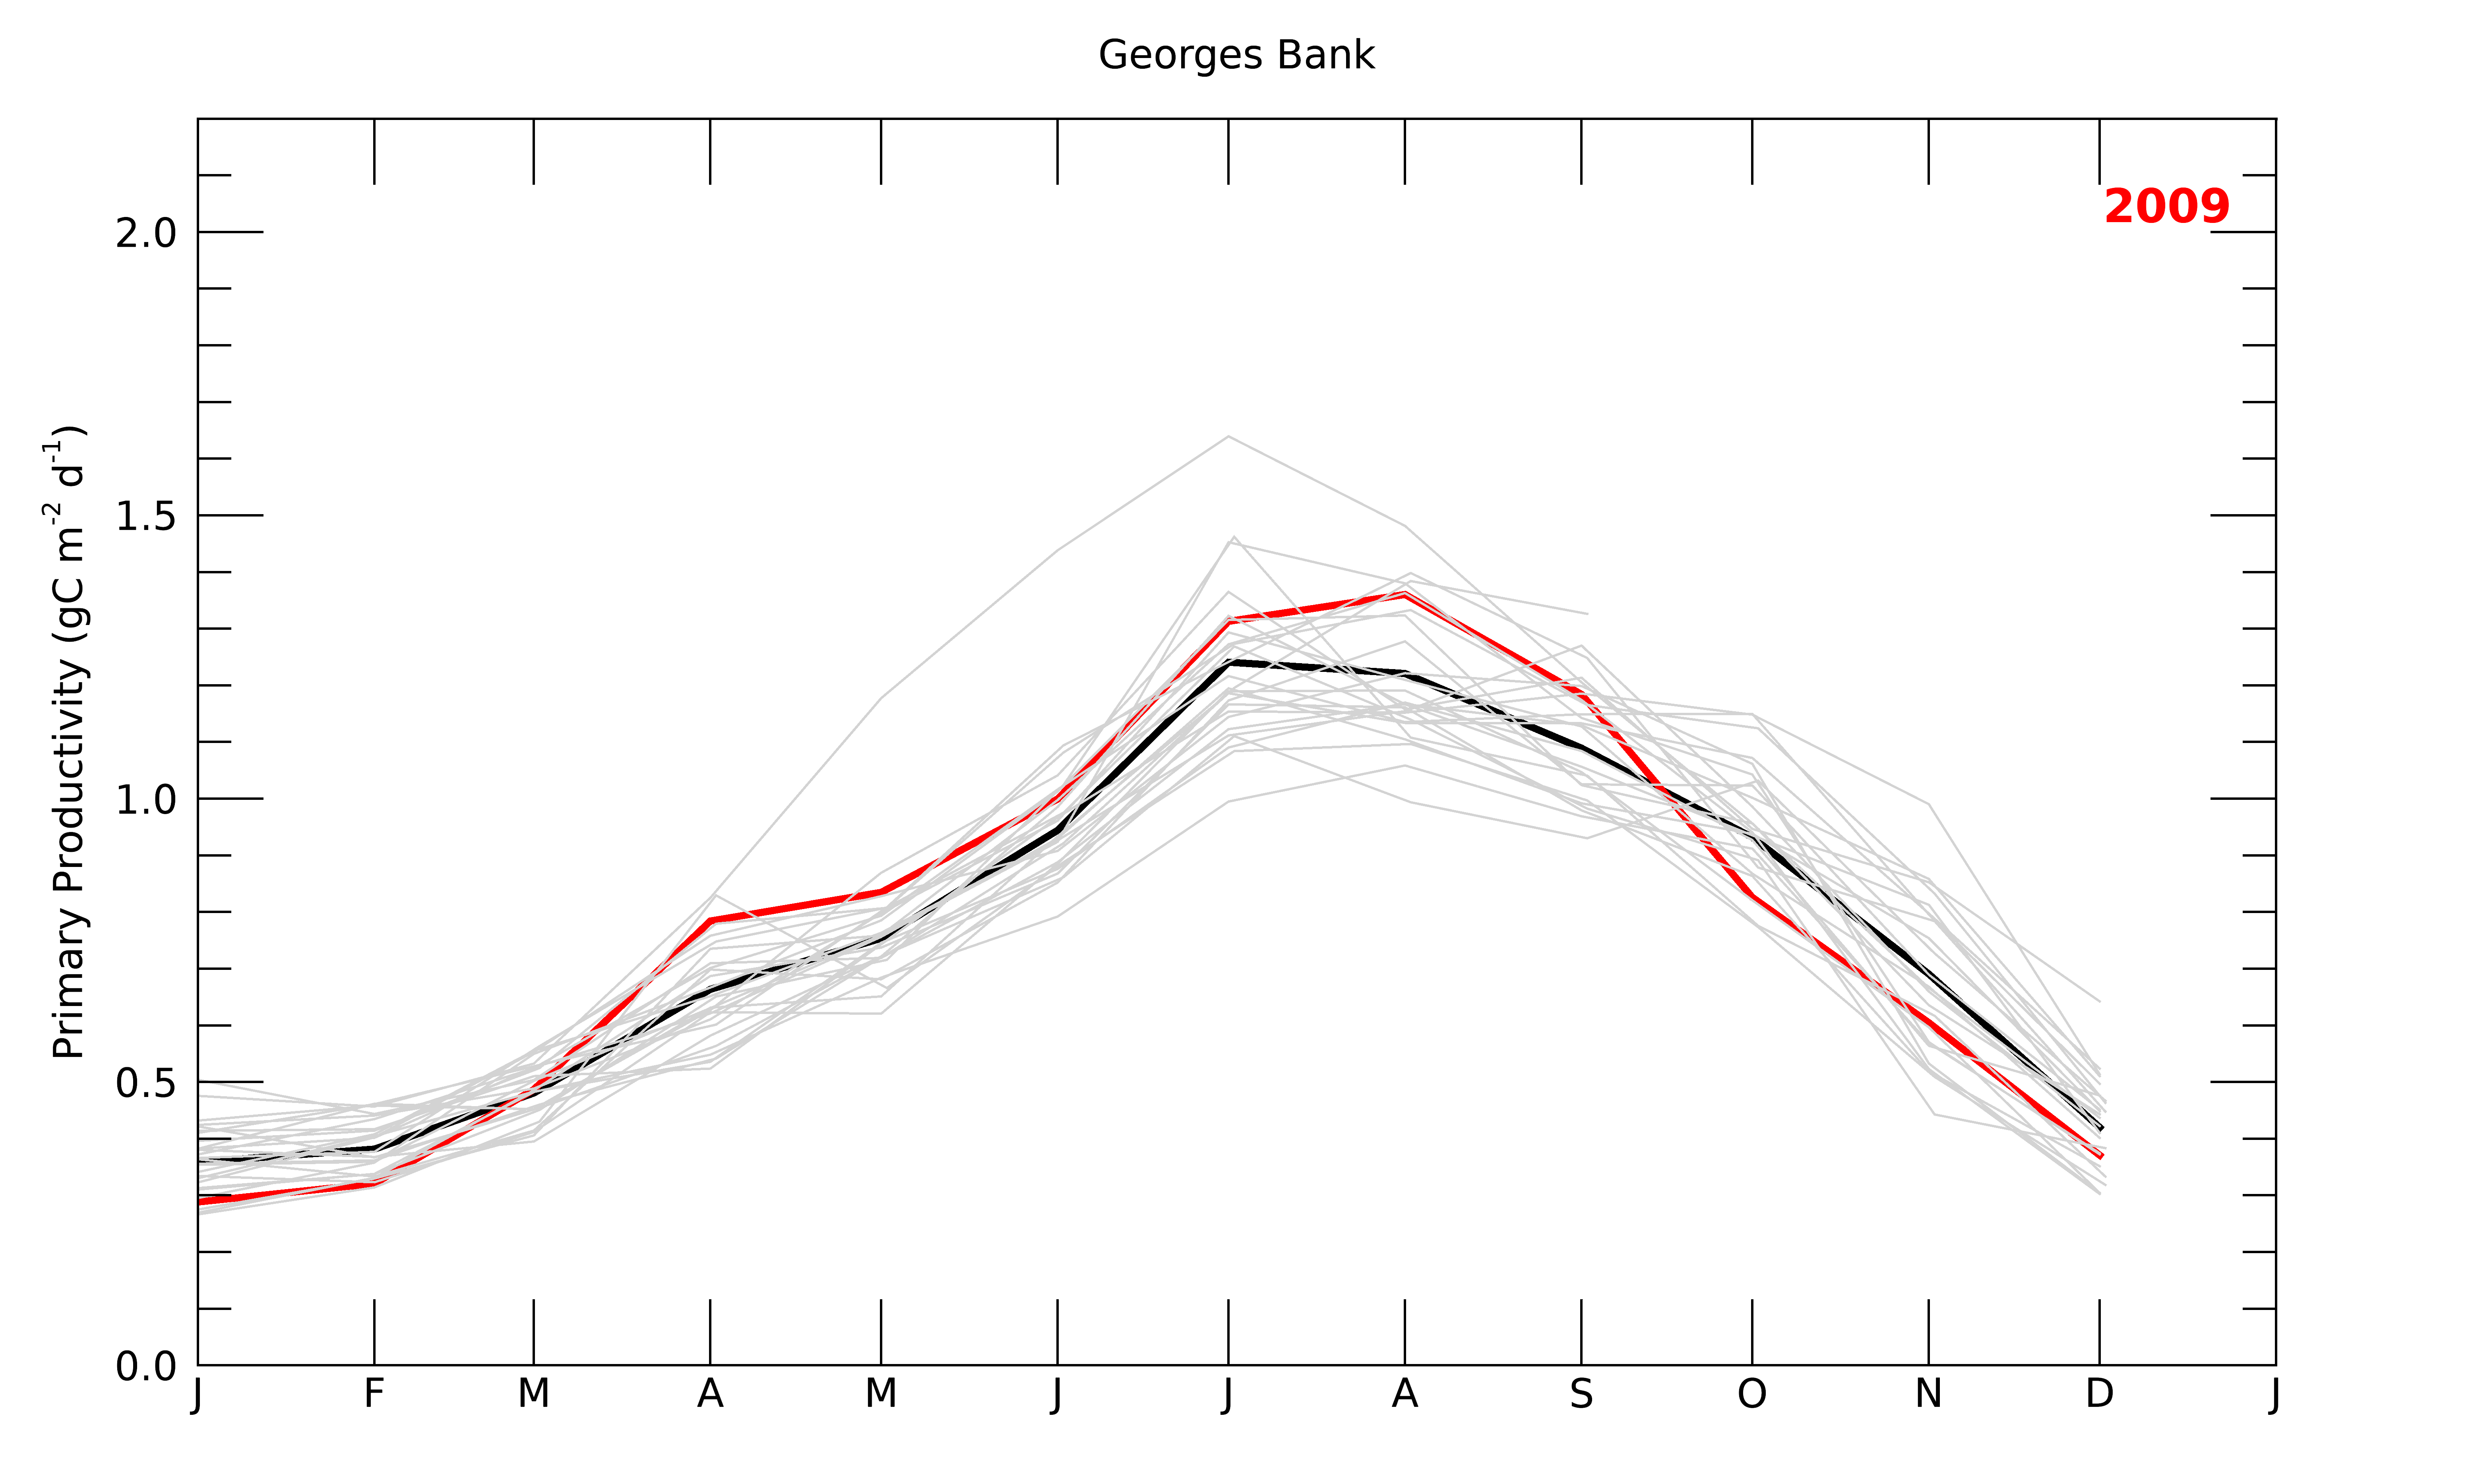 Georges Bank
2009
2.0
1.5
1.0
0.5
0.0
Primary Productivity (gC m-2 d-1)
J F M A M J J A S O N D J